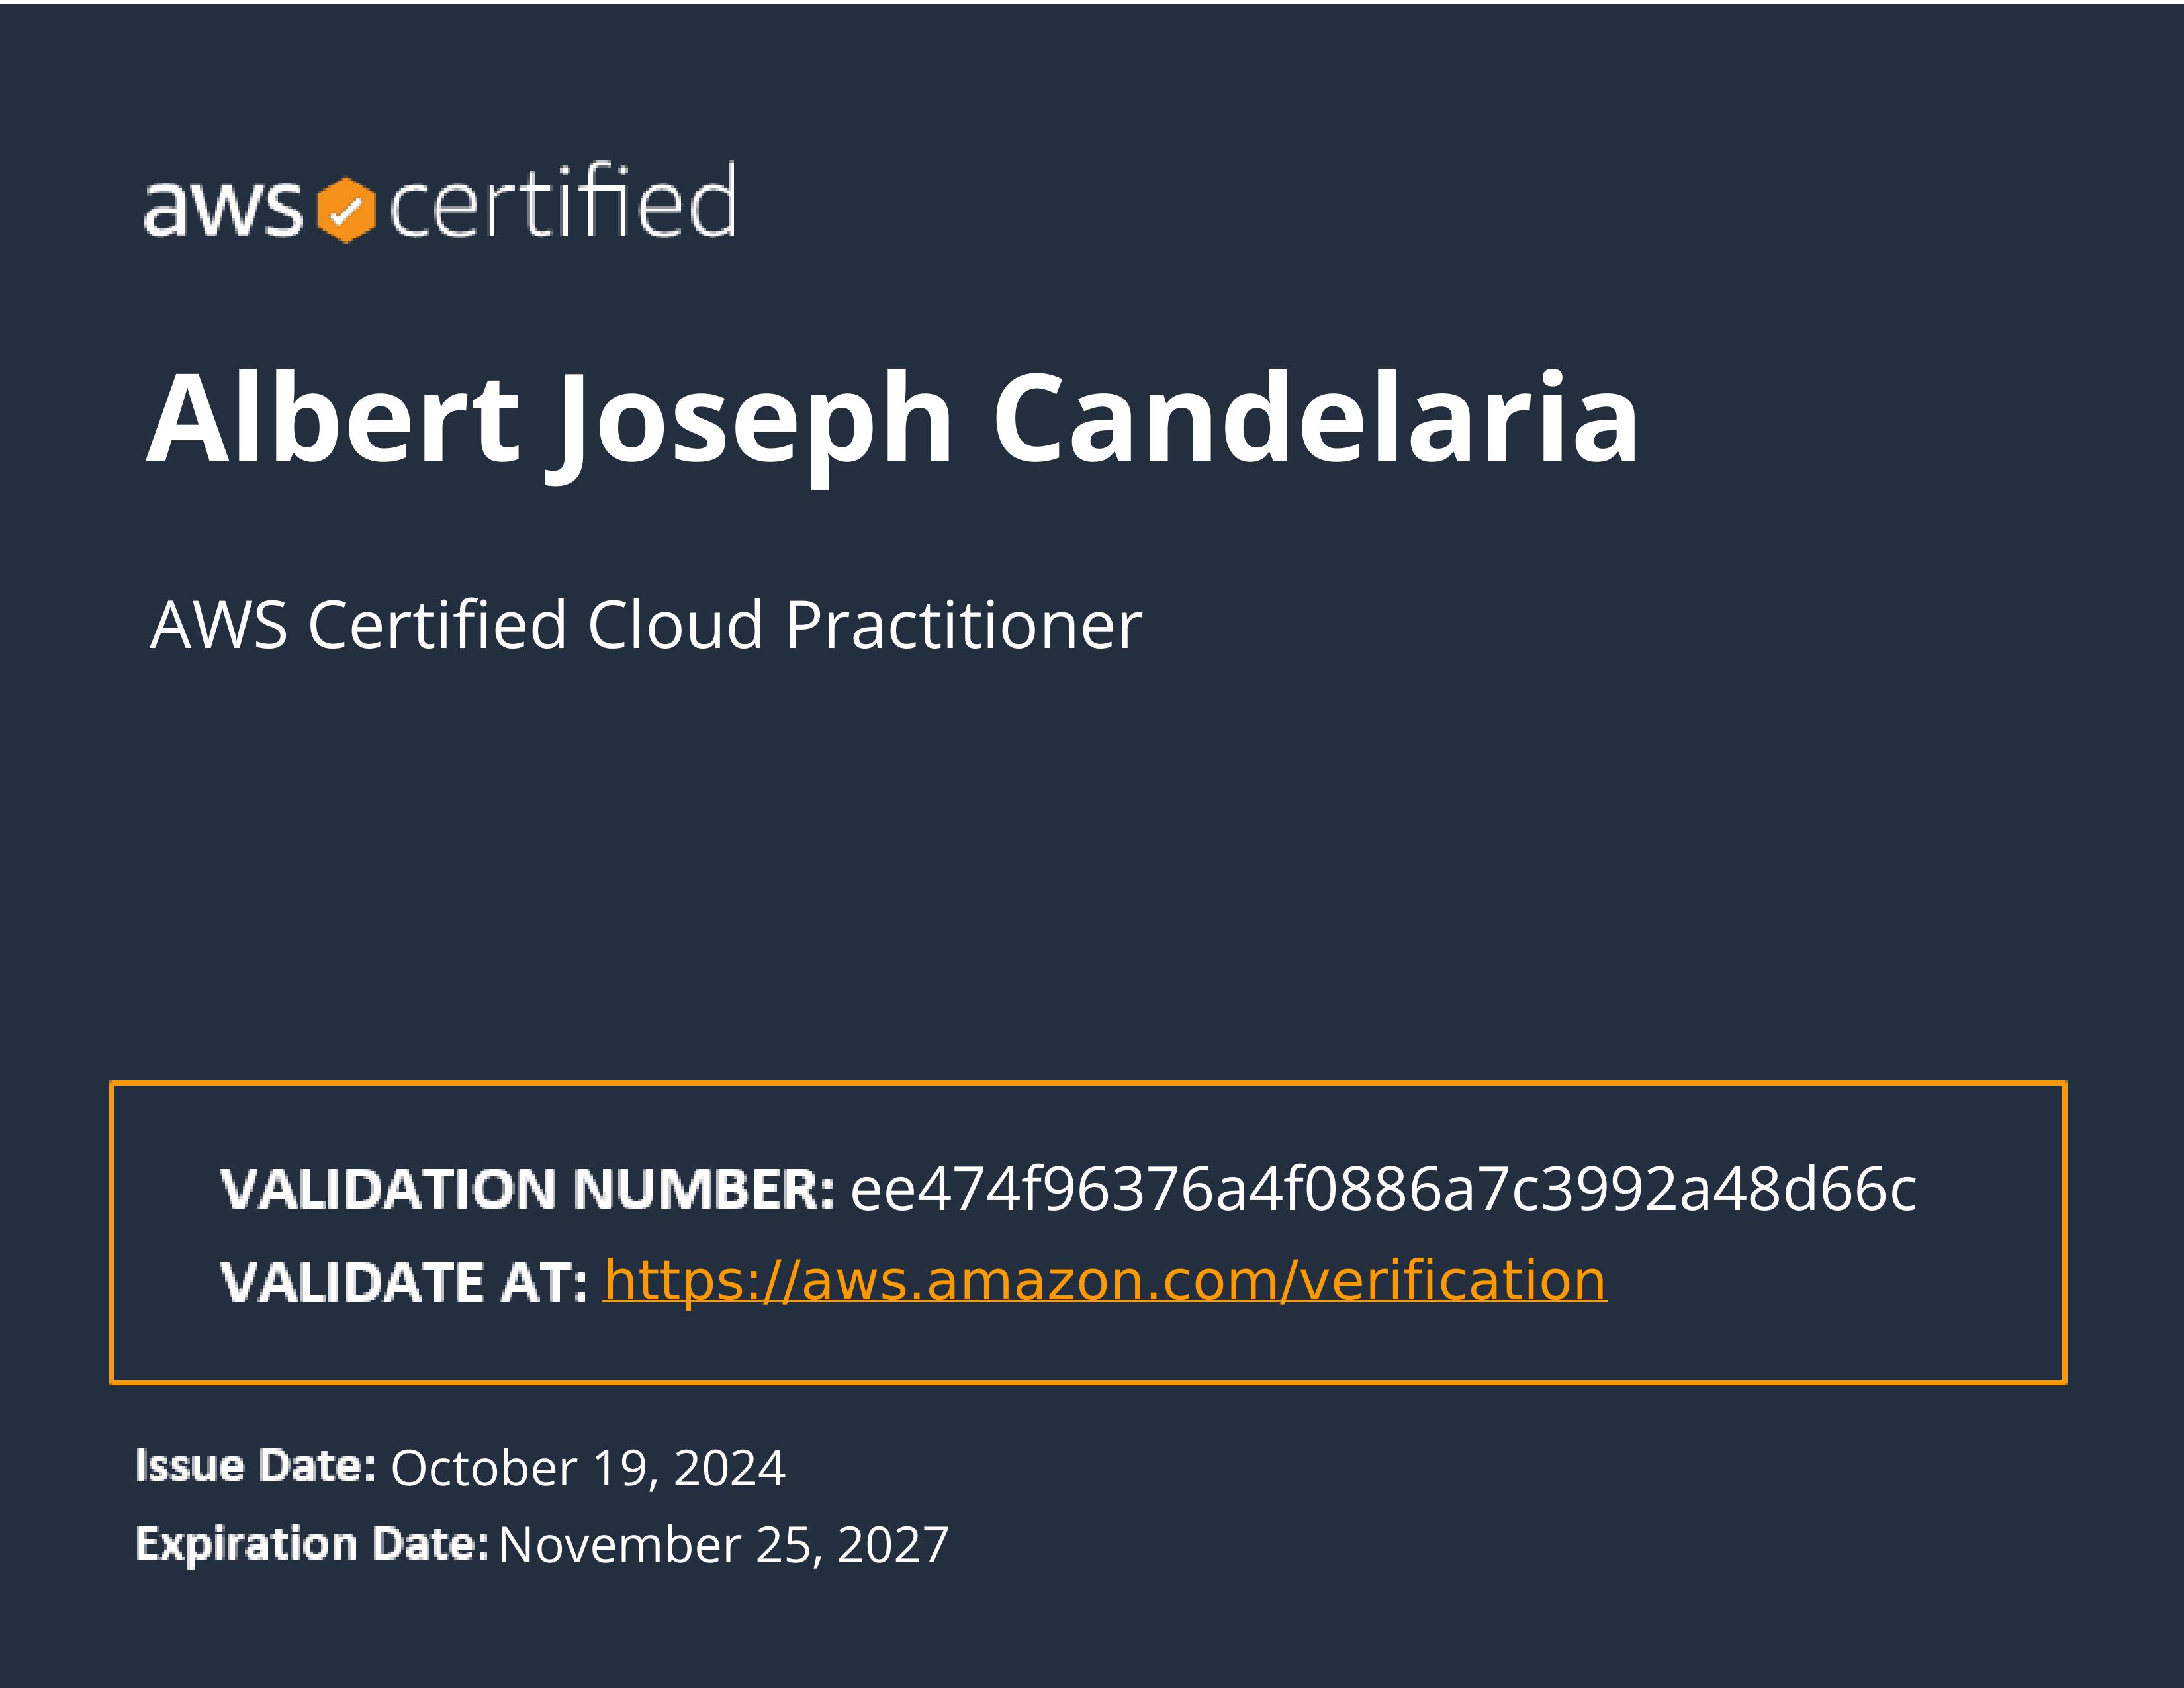 aws certified
Albert Joseph Candelaria
AWS Certified Cloud Practitioner
VALIDATION NUMBER: ee474f96376a4f0886a7c3992a48d66c
VALIDATE AT: https://aws.amazon.com/verification
Issue Date: October 19, 2024
Expiration Date: November 25, 2027